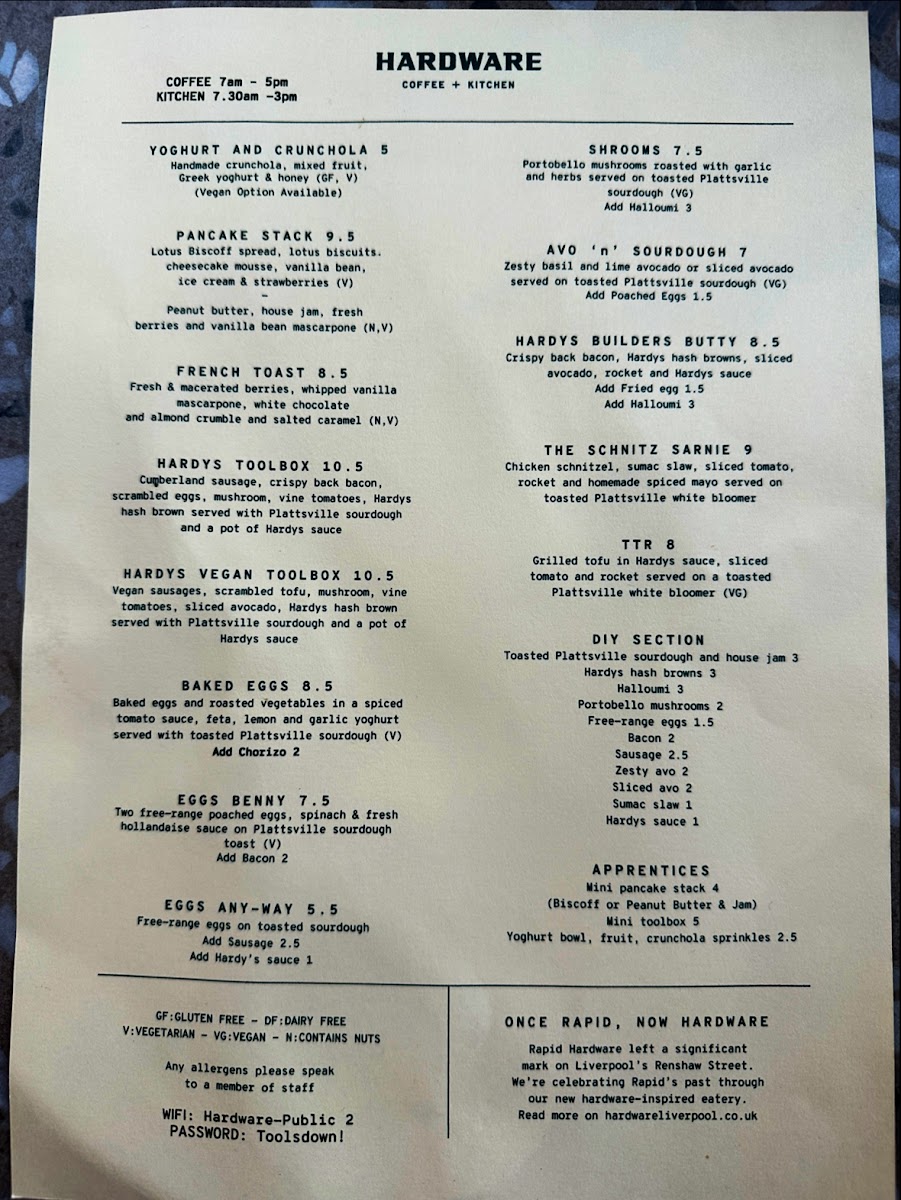 HARDWARE
COFFEE + KITCHEN
COFFEE 7am - 5pm
KITCHEN 7.30am -3pm
YOGHURT AND CRUNCHOLA 5
Handmade crunchola, mixed fruit,
Greek yoghurt & honey (GF, V)
(Vegan Option Available)
PANCAKE STACK 9.5
Lotus Biscoff spread, lotus biscuits.
cheesecake mousse, vanilla bean,
ice cream & strawberries (V)
-
Peanut butter, house jam, fresh
berries and vanilla bean mascarpone (N,V)
FRENCH TOAST 8.5
Fresh & macerated berries, whipped vanilla
mascarpone, white chocolate
and almond crumble and salted caramel (N,V)
HARDYS TOOLBOX 10.5
Cumberland sausage, crispy back bacon,
scrambled eggs, mushroom, vine tomatoes, Hardys
hash brown served with Plattsville sourdough
and a pot of Hardys sauce
HARDYS VEGAN TOOLBOX 10.5
Vegan sausages, scrambled tofu, mushroom, vine
tomatoes, sliced avocado, Hardys hash brown
served with Plattsville sourdough and a pot of
Hardys sauce
BAKED EGGS 8.5
Baked eggs and roasted vegetables in a spiced
tomato sauce, feta, lemon and garlic yoghurt
served with toasted Plattsville sourdough (V)
Add Chorizo 2
EGGS BENNY 7.5
Two free-range poached eggs, spinach & fresh
hollandaise sauce on Plattsville sourdough
toast (V)
Add Bacon 2
EGGS ANY-WAY 5.5
Free-range eggs on toasted sourdough
Add Sausage 2.5
Add Hardy's sauce 1
SHROOMS 7.5
Portobello mushrooms roasted with garlic
and herbs served on toasted Plattsville
sourdough (VG)
Add Halloumi 3
AVO 'n' SOURDOUGH 7
Zesty basil and lime avocado or sliced avocado
served on toasted Plattsville sourdough (VG)
Add Poached Eggs 1.5
HARDYS BUILDERS BUTTY 8.5
Crispy back bacon, Hardys hash browns, sliced
avocado, rocket and Hardys sauce
Add Fried egg 1.5
Add Halloumi 3
THE SCHNITZ SARNIE 9
Chicken schnitzel, sumac slaw, sliced tomato,
rocket and homemade spiced mayo served on
toasted Plattsville white bloomer
TTR 8
Grilled tofu in Hardys sauce, sliced
tomato and rocket served on a toasted
Plattsville white bloomer (VG)
DIY SECTION
Toasted Plattsville sourdough and house jam 3
Hardys hash browns 3
Halloumi 3
Portobello mushrooms 2
Free-range eggs 1.5
Bacon 2
Sausage 2.5
Zesty avo 2
Sliced avo 2
Sumac slaw 1
Hardys sauce 1
APPRENTICES
Mini pancake stack 4
(Biscoff or Peanut Butter & Jam)
Mini toolbox 5
Yoghurt bowl, fruit, crunchola sprinkles 2.5
GF:GLUTEN FREE - DF:DAIRY FREE
V:VEGETARIAN - VG:VEGAN - N:CONTAINS NUTS
Any allergens please speak
to a member of staff
WIFI: Hardware-Public 2
PASSWORD: Toolsdown!
ONCE RAPID, NOW HARDWARE
Rapid Hardware left a significant
mark on Liverpool's Renshaw Street.
We're celebrating Rapid's past through
our new hardware-inspired eatery.
Read more on hardwareliverpool.co.uk